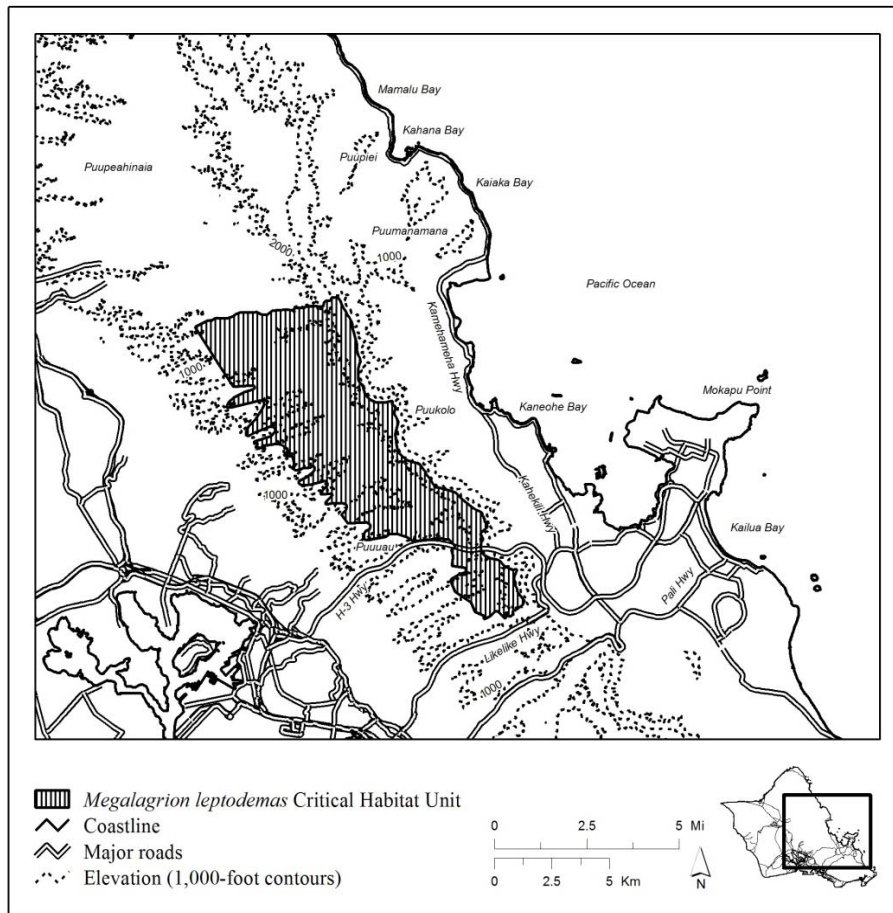 Mamalu Bay
Kahana Bay
Puupiei
Puupeahinaia
Kaiaka Bay
Puumanamana
2000
1000
Pacific Ocean
Kamehameha Hwy
1000
Mokapu Point
Puukolo
Kaneohe Bay
1000
Kahekili Hwy
Kailua Bay
Puuuau
H-3 Hwy
Pali Hwy
Likelike Hwy
1000
Megalagrion leptodemas Critical Habitat Unit
Coastline
Major roads
Elevation (1,000-foot contours)
0 2.5 5 Mi
0 2.5 5 Km
N